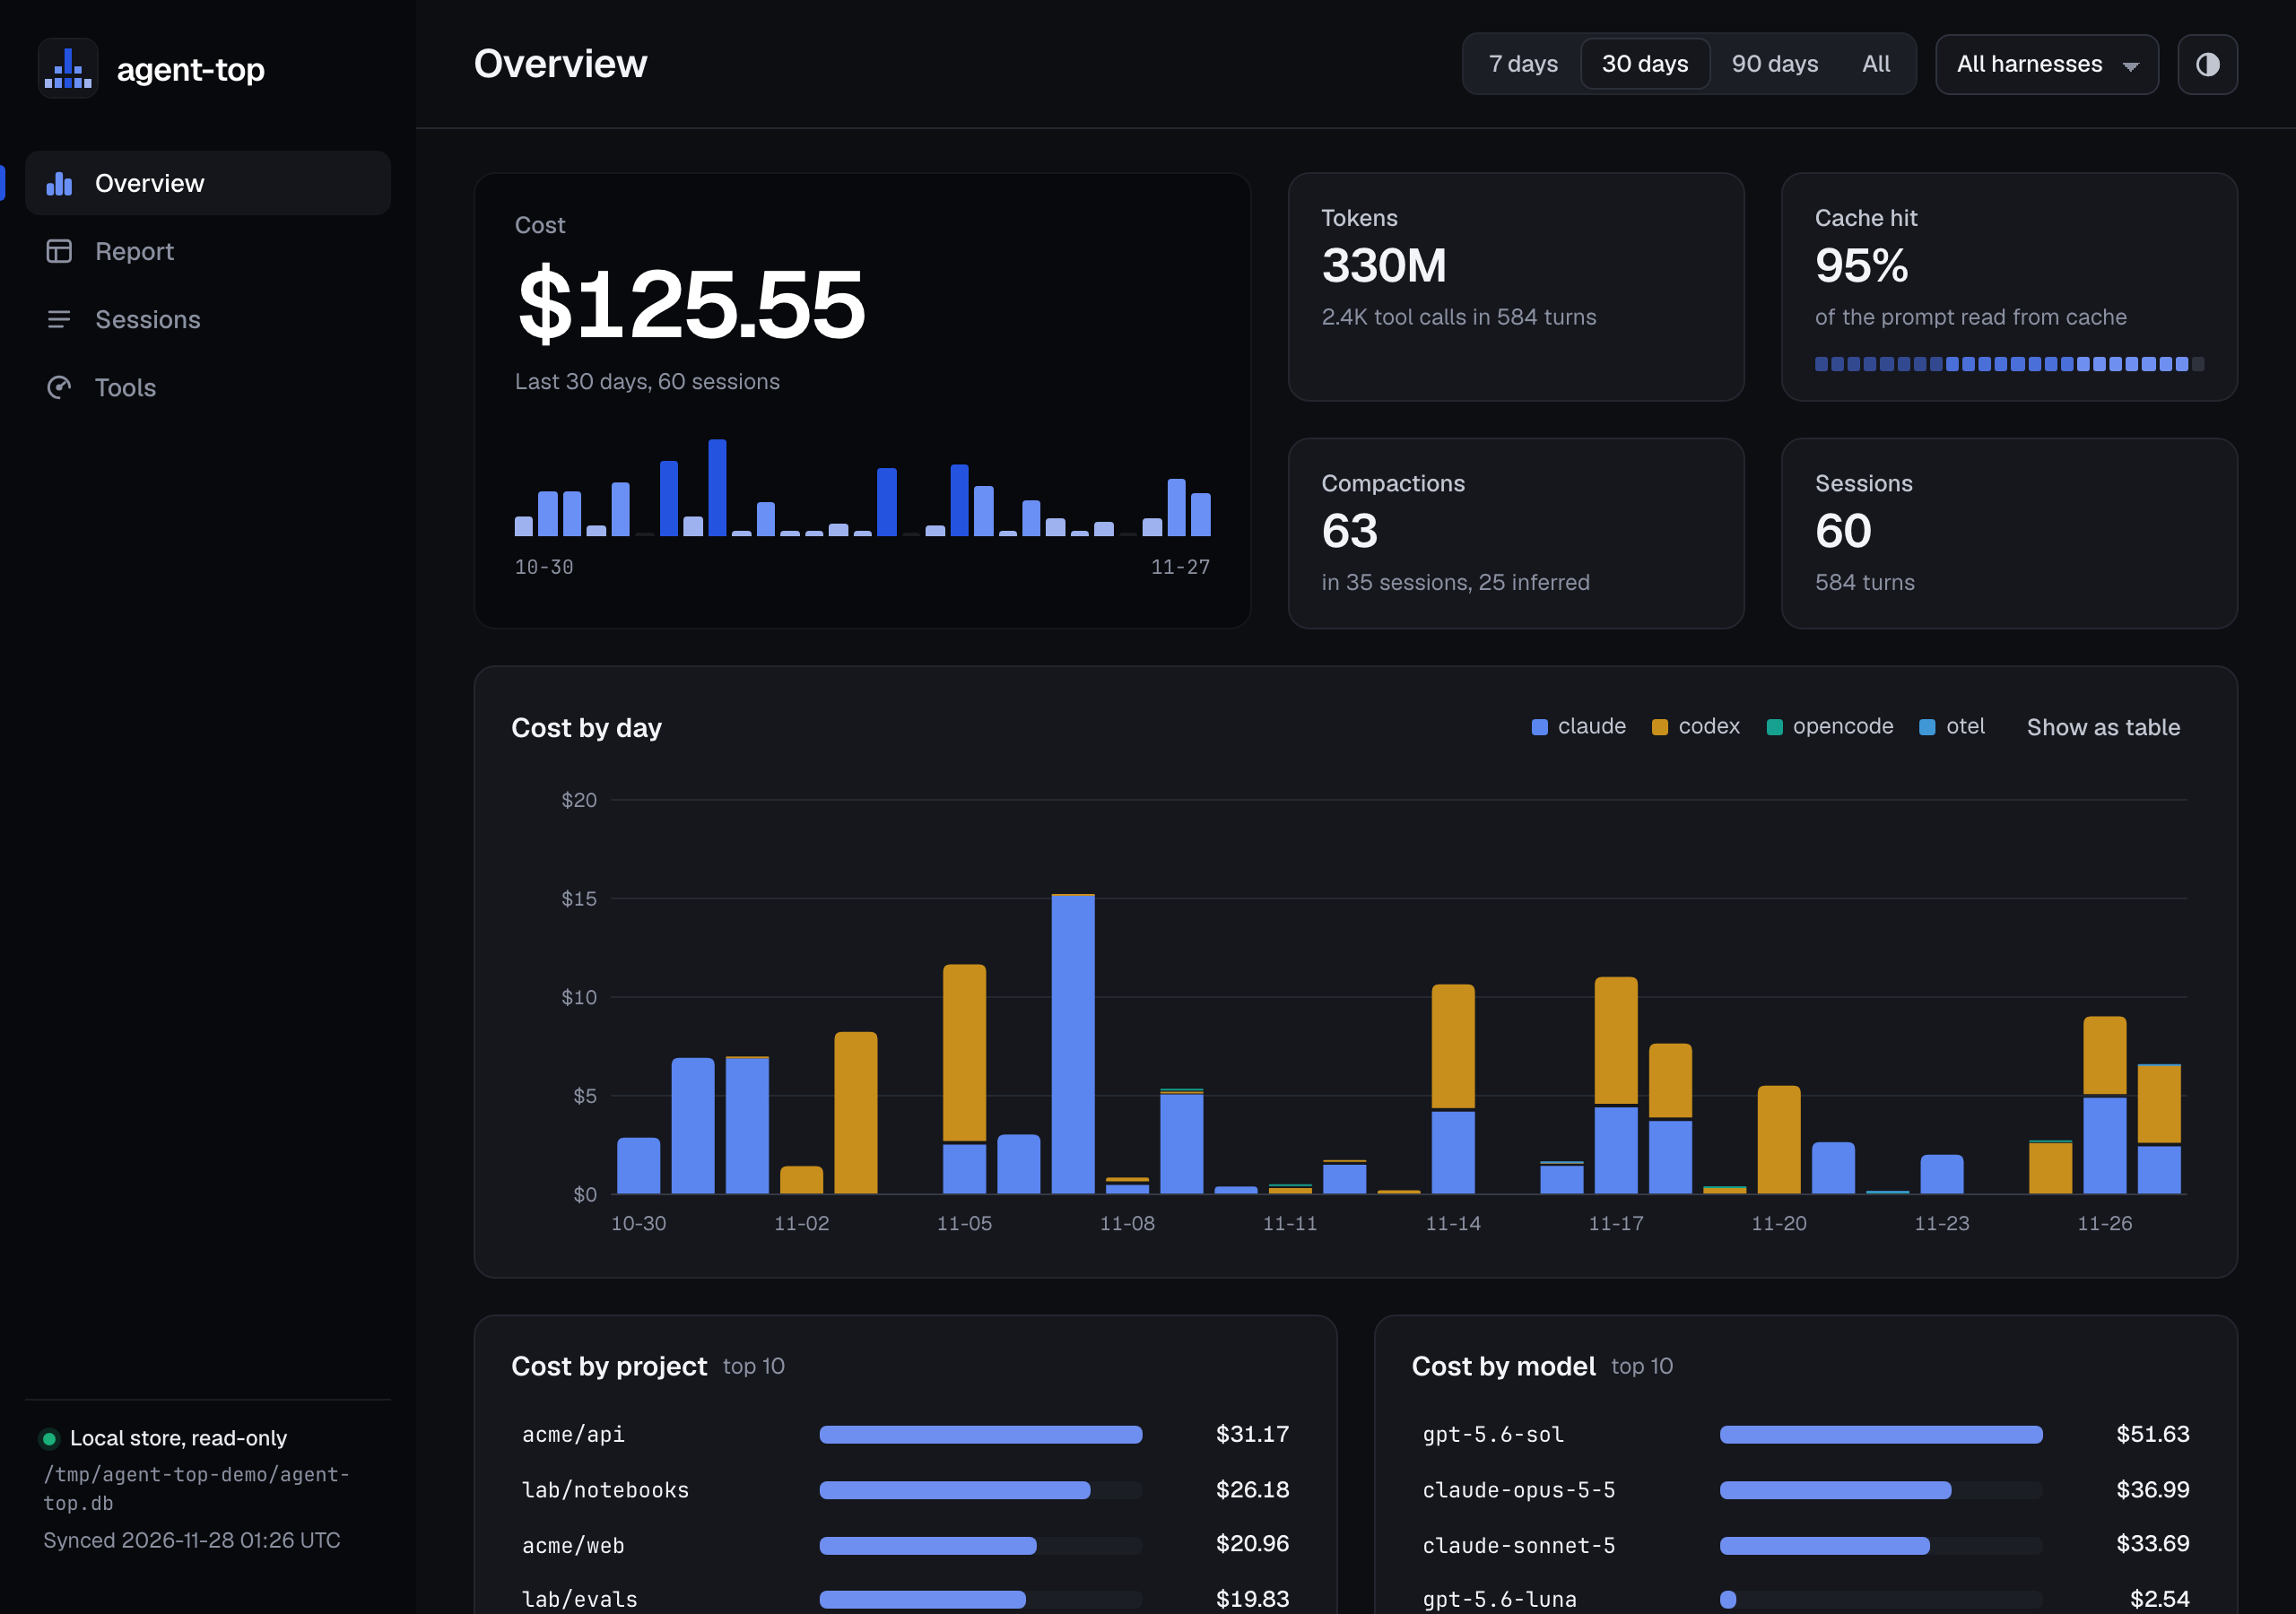 agent-top
Overview
Report
Sessions
Tools
Local store, read-only
/tmp/agent-top-demo/agent-
top.db
Synced 2026-11-28 01:26 UTC
Overview
7 days
30 days
90 days
All
All harnesses
Cost
$125.55
Last 30 days, 60 sessions
10-30
11-27
Tokens
330M
2.4K tool calls in 584 turns
Cache hit
95%
of the prompt read from cache
Compactions
63
in 35 sessions, 25 inferred
Sessions
60
584 turns
Cost by day
claude
codex
opencode
otel
Show as table
$20
$15
$10
$5
$0
10-30
11-02
11-05
11-08
11-11
11-14
11-17
11-20
11-23
11-26
Cost by project top 10
acme/api $31.17
lab/notebooks $26.18
acme/web $20.96
lab/evals $19.83
Cost by model top 10
gpt-5.6-sol $51.63
claude-opus-5-5 $36.99
claude-sonnet-5 $33.69
gpt-5.6-luna $2.54